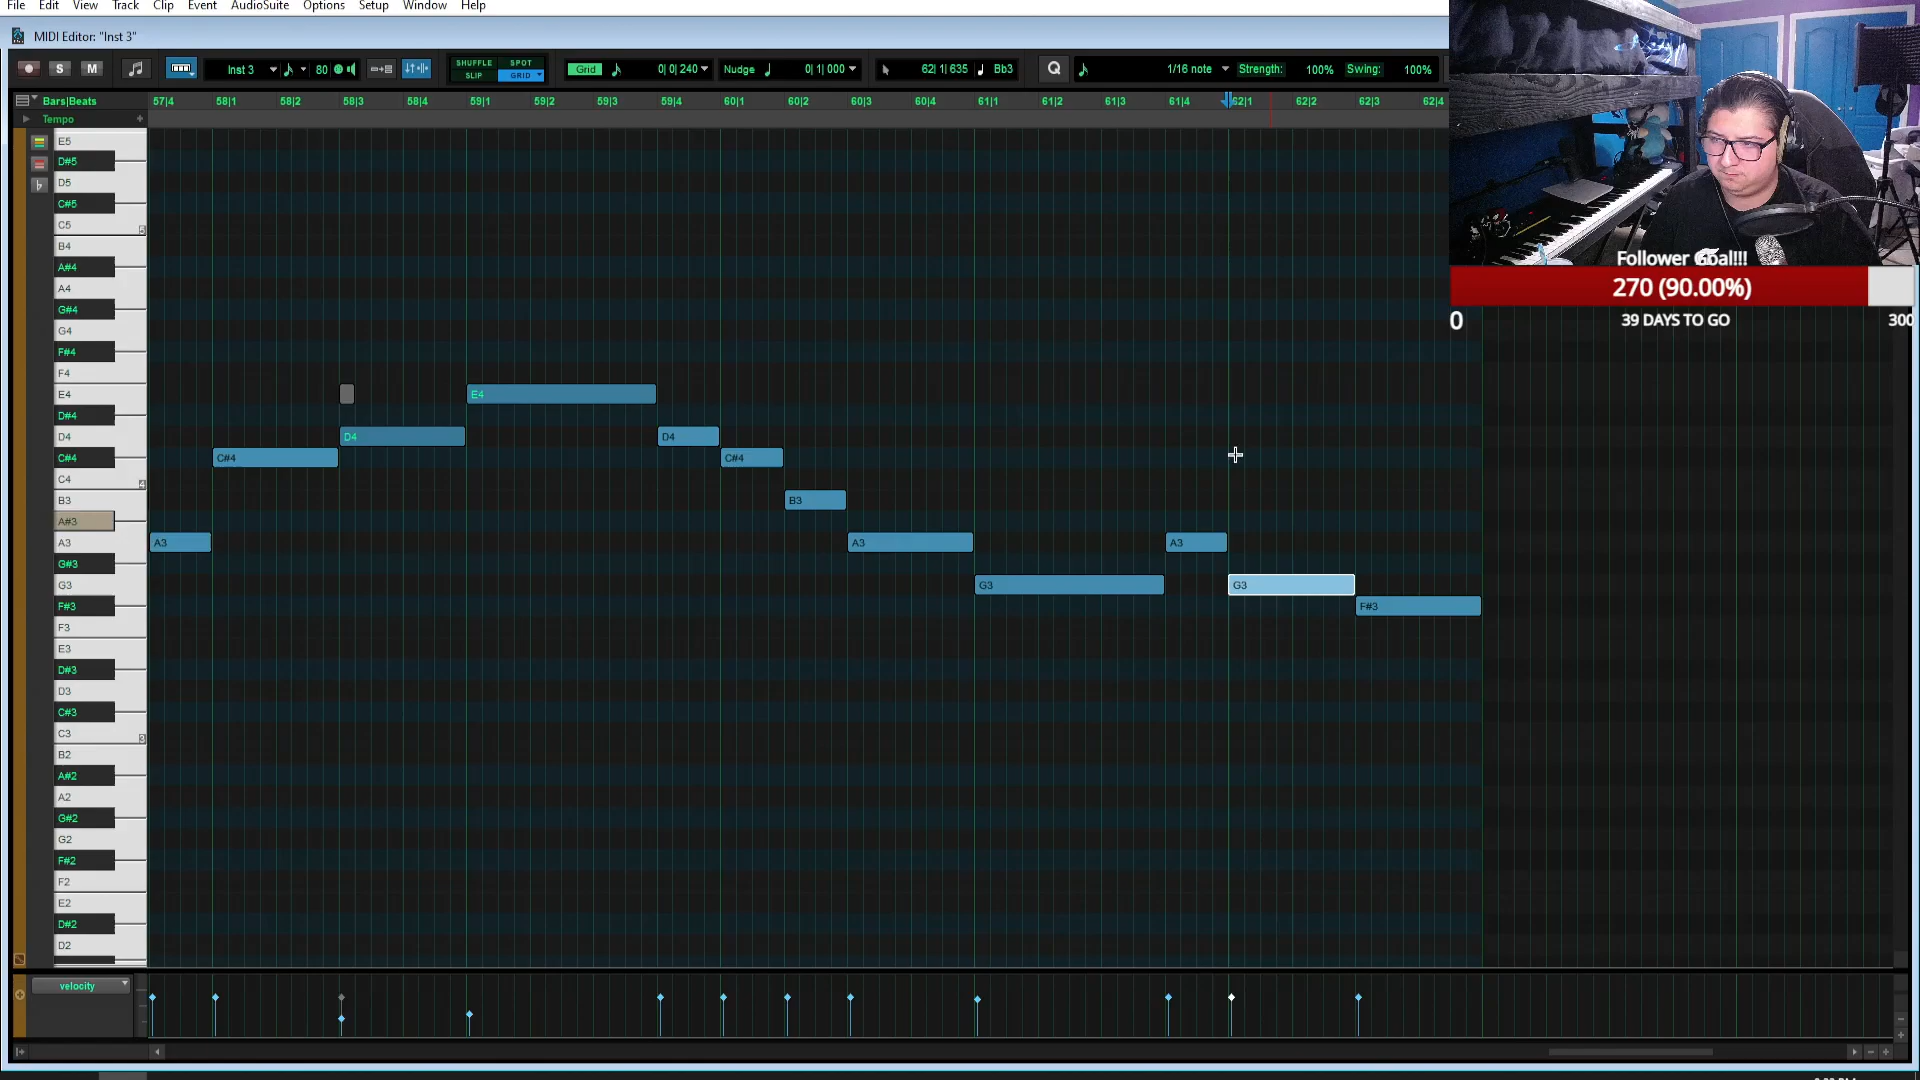 File Edit View Track Clip Event AudioSuite Options Setup Window Help
MIDI Editor: "Inst 3"
S M Inst 3 80 SHUFFLE SPOT SLIP GRID Grid 0| 0| 240 Nudge 0| 1| 000 62| 1| 635 Bb3 Q 1/16 note Strength: 100% Swing: 100%
Bars|Beats 57|4 58|1 58|2 58|3 58|4 59|1 59|2 59|3 59|4 60|1 60|2 60|3 60|4 61|1 61|2 61|3 61|4 62|1 62|2 62|3 62|4
Tempo
E5
D#5
D5
C#5
C5 5
B4
A#4
A4
G#4
G4
F#4
F4
E4 E4
D#4
D4 D4 D4
C#4 C#4 C#4
C4 4
B3 B3
A#3
A3 A3 A3 A3
G#3
G3 G3 G3
F#3 F#3
F3
E3
D#3
D3
C#3
C3 3
B2
A#2
A2
G#2
G2
F#2
F2
E2
D#2
D2
velocity
Follower Goal!!!
270 (90.00%)
0 39 DAYS TO GO 300